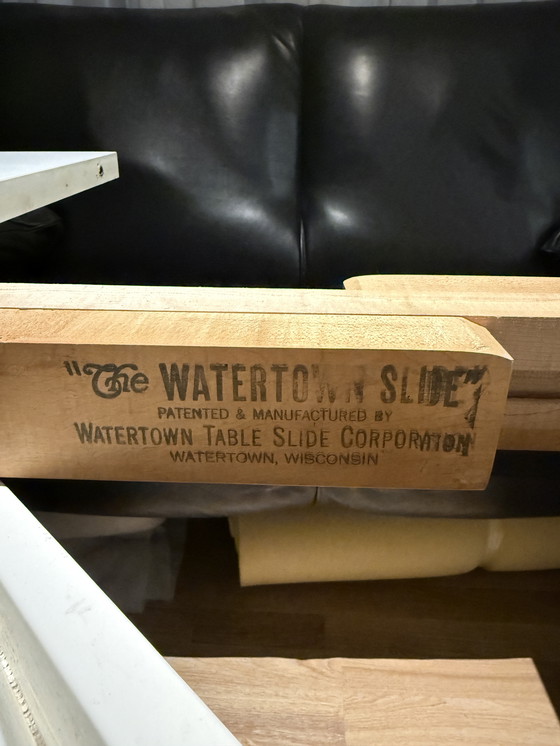 "The WATERTOWN SLIDE"
PATENTED & MANUFACTURED BY
WATERTOWN TABLE SLIDE CORPORATION
WATERTOWN, WISCONSIN